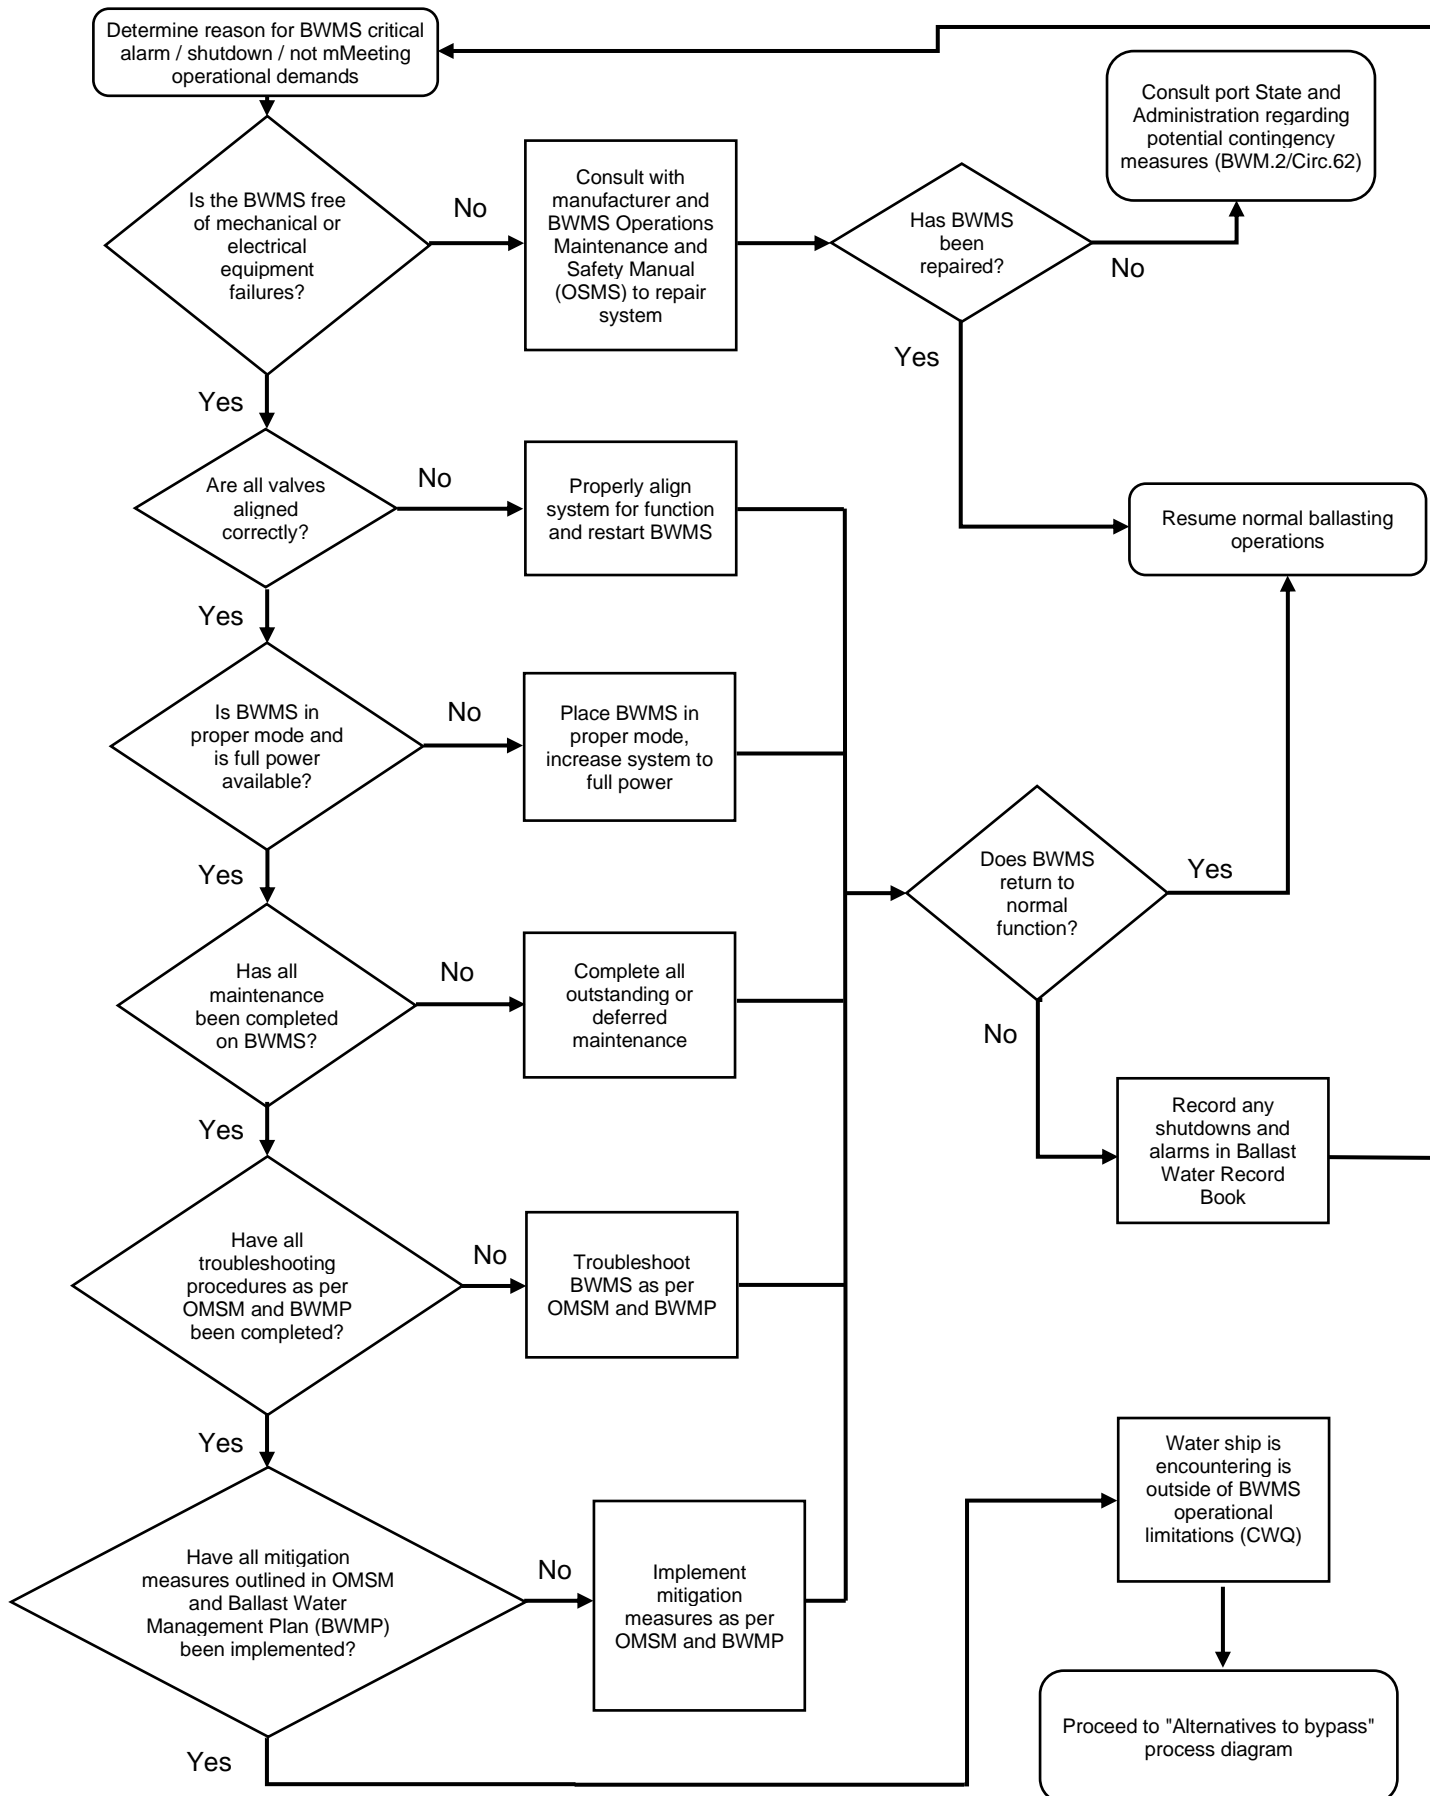 Determine reason for BWMS critical
alarm / shutdown / not mMeeting
operational demands
Consult port State and
Administration regarding
potential contingency
measures (BWM.2/Circ.62)
Is the BWMS free
of mechanical or
electrical
equipment
failures?
No
Consult with
manufacturer and
BWMS Operations
Maintenance and
Safety Manual
(OSMS) to repair
system
Has BWMS
been
repaired?
No
Yes
Yes
Are all valves
aligned
correctly?
No
Properly align
system for function
and restart BWMS
Resume normal ballasting
operations
Yes
Is BWMS in
proper mode and
is full power
available?
No
Place BWMS in
proper mode,
increase system to
full power
Does BWMS
return to
normal
function?
Yes
No
Yes
Has all
maintenance
been completed
on BWMS?
No
Complete all
outstanding or
deferred
maintenance
Record any
shutdowns and
alarms in Ballast
Water Record
Book
Yes
Have all
troubleshooting
procedures as per
OMSM and BWMP
been completed?
No
Troubleshoot
BWMS as per
OMSM and BWMP
Yes
Have all mitigation
measures outlined in OMSM
and Ballast Water
Management Plan (BWMP)
been implemented?
No
Implement
mitigation
measures as per
OMSM and BWMP
Yes
Water ship is
encountering is
outside of BWMS
operational
limitations (CWQ)
Proceed to "Alternatives to bypass"
process diagram